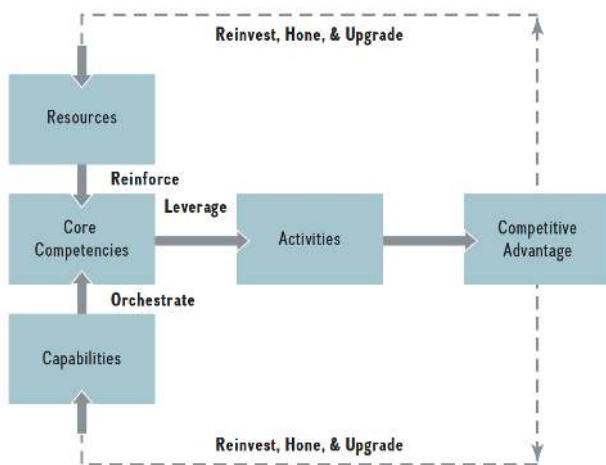 Reinvest, Hone, & Upgrade
Resources
Reinforce
Core
Competencies
Leverage
Activities
Competitive
Advantage
Orchestrate
Capabilities
Reinvest, Hone, & Upgrade